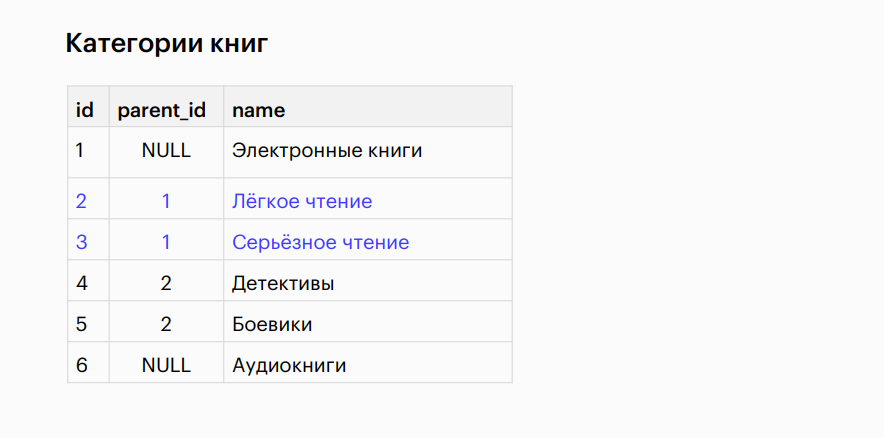 Категории книг
id parent_id name
1 NULL Электронные книги
2 1 Лёгкое чтение
3 1 Серьёзное чтение
4 2 Детективы
5 2 Боевики
6 NULL Аудиокниги